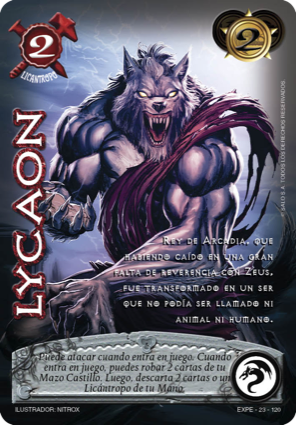 2
2
LICÁNTROPO
LYCAON
® SALO S.A. TODOS LOS DERECHOS RESERVADOS
Rey de Arcadia, que
habiendo caído en una gran
falta de reverencia con Zeus,
fue transformado en un ser
que no podía ser llamado ni
animal ni humano.
Puede atacar cuando entra en juego. Cuando
entra en juego, puedes robar 2 cartas de tu
Mazo Castillo. Luego, descarta 2 cartas o un
Licántropo de tu Mano.
ILUSTRADOR: NITROX
EXPE - 23 - 120